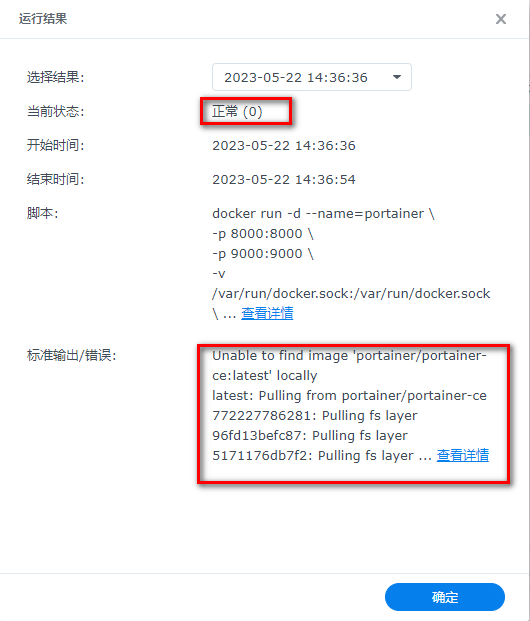 运行结果
选择结果: 2023-05-22 14:36:36
当前状态: 正常 (0)
开始时间: 2023-05-22 14:36:36
结束时间: 2023-05-22 14:36:54
脚本: docker run -d --name=portainer \
-p 8000:8000 \
-p 9000:9000 \
-v
/var/run/docker.sock:/var/run/docker.sock
\ ... 查看详情
标准输出/错误: Unable to find image 'portainer/portainer-
ce:latest' locally
latest: Pulling from portainer/portainer-ce
772227786281: Pulling fs layer
96fd13befc87: Pulling fs layer
5171176db7f2: Pulling fs layer ... 查看详情
确定